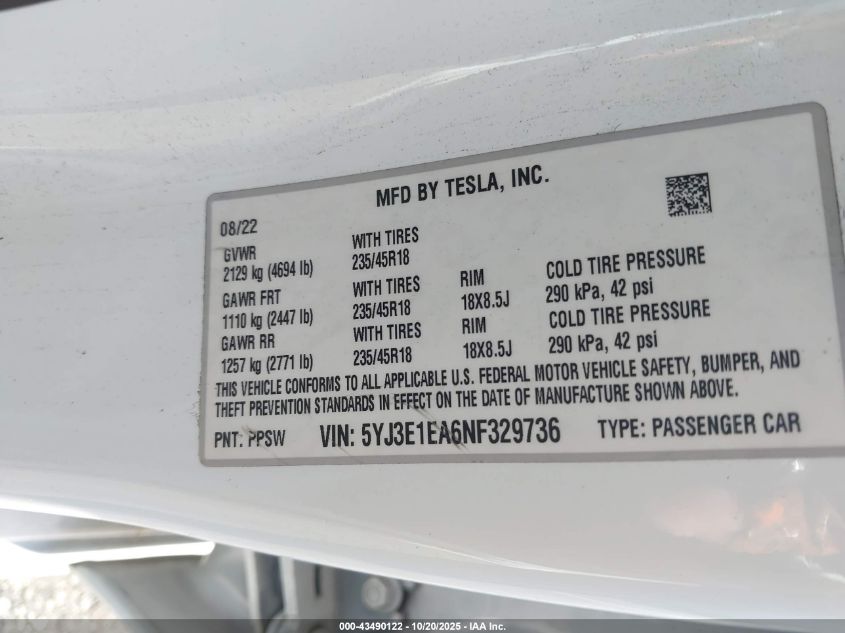 MFD BY TESLA, INC.
08/22
GVWR
2129 kg (4694 lb)
WITH TIRES
235/45R18
GAWR FRT
1110 kg (2447 lb)
WITH TIRES
235/45R18
RIM
18X8.5J
COLD TIRE PRESSURE
290 kPa, 42 psi
GAWR RR
1257 kg (2771 lb)
WITH TIRES
235/45R18
RIM
18X8.5J
COLD TIRE PRESSURE
290 kPa, 42 psi
THIS VEHICLE CONFORMS TO ALL APPLICABLE U.S. FEDERAL MOTOR VEHICLE SAFETY, BUMPER, AND
THEFT PREVENTION STANDARDS IN EFFECT ON THE DATE OF MANUFACTURE SHOWN ABOVE.
PNT: PPSW VIN: 5YJ3E1EA6NF329736 TYPE: PASSENGER CAR
000-43490122 - 10/20/2025 - IAA Inc.